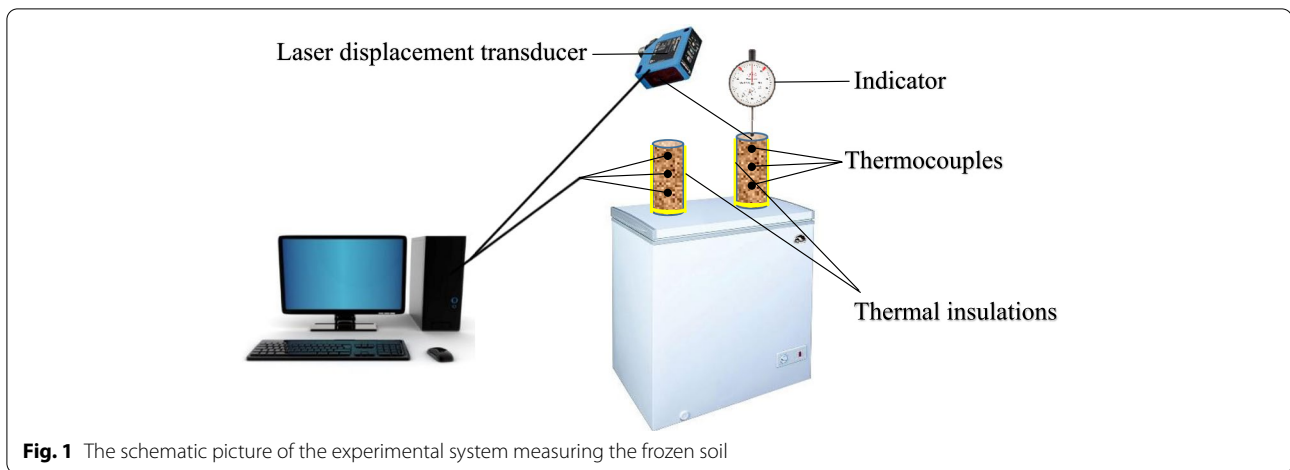 Laser displacement transducer
Indicator
Thermocouples
Thermal insulations
Fig. 1 The schematic picture of the experimental system measuring the frozen soil